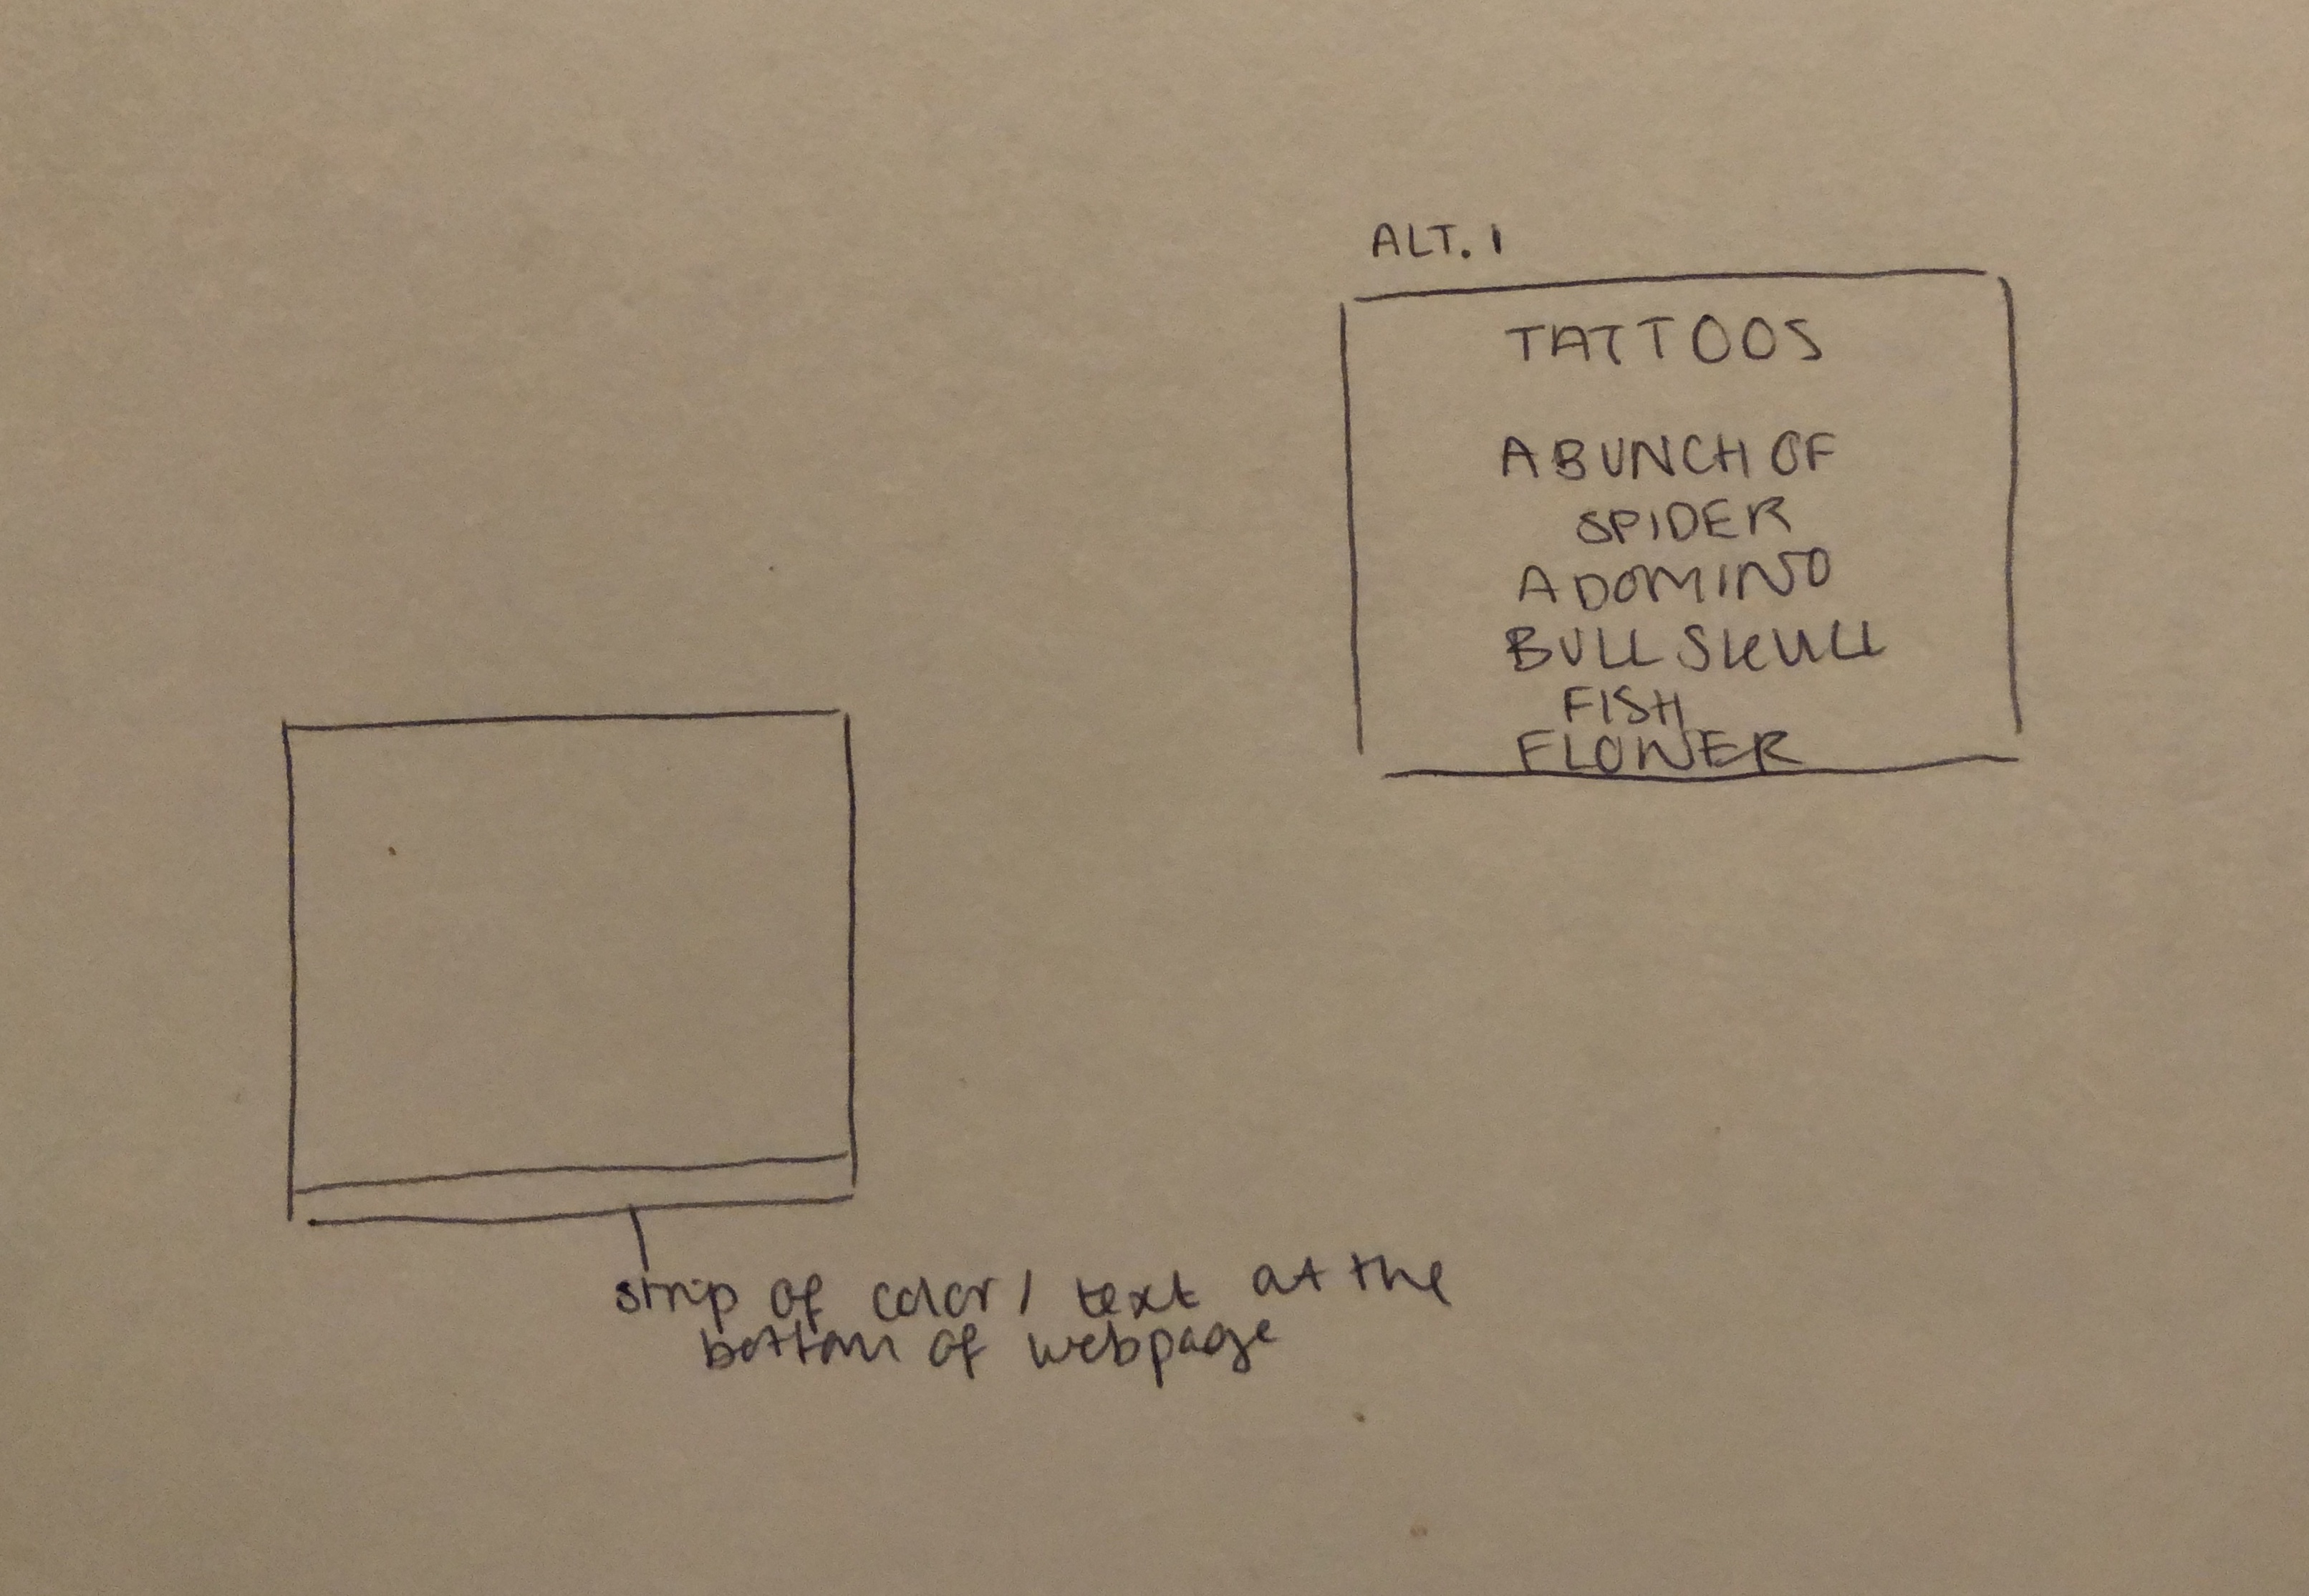 ALT. 1
TATTOOS
A BUNCH OF
SPIDER
A DOMINO
BULL SKULL
FISH
FLOWER
strip of color / text at the
bottom of webpage